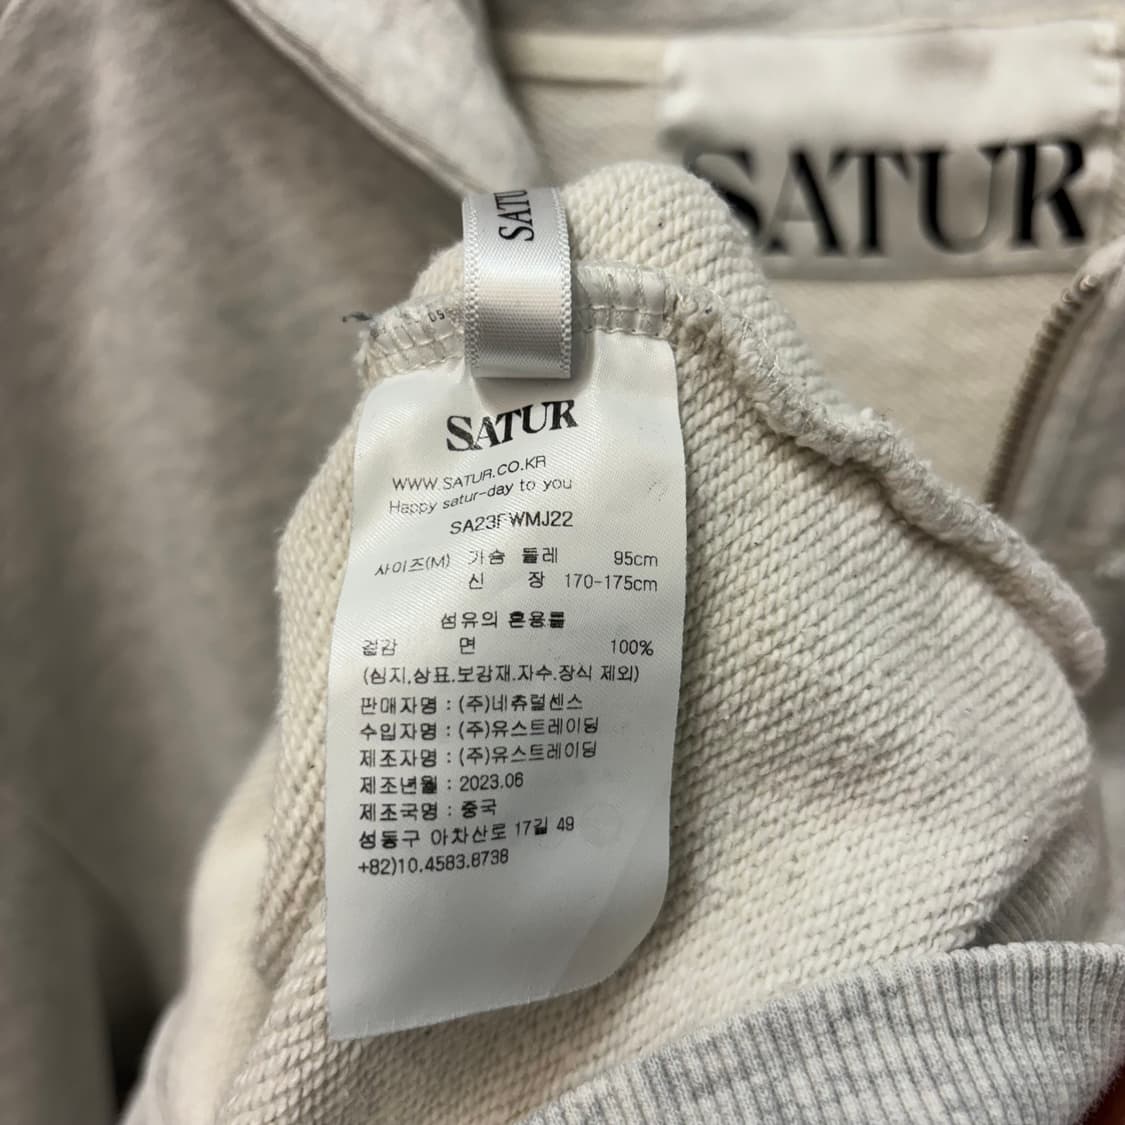 SATUR
SATU
SATUR
WWW.SATUR.CO.KR
Happy satur-day to you
SA23FWMJ22
사이즈(M) 가슴 둘레 95cm
신 장 170-175cm
섬유의 혼용률
겉감 면 100%
(심지,상표.보강재.자수.장식 제외)
판매자명 : (주)네츄럴센스
수입자명 : (주)유스트레이딩
제조자명 : (주)유스트레이딩
제조년월 : 2023.06
제조국명 : 중국
성동구 아차산로 17길 49
+82)10.4583.8738